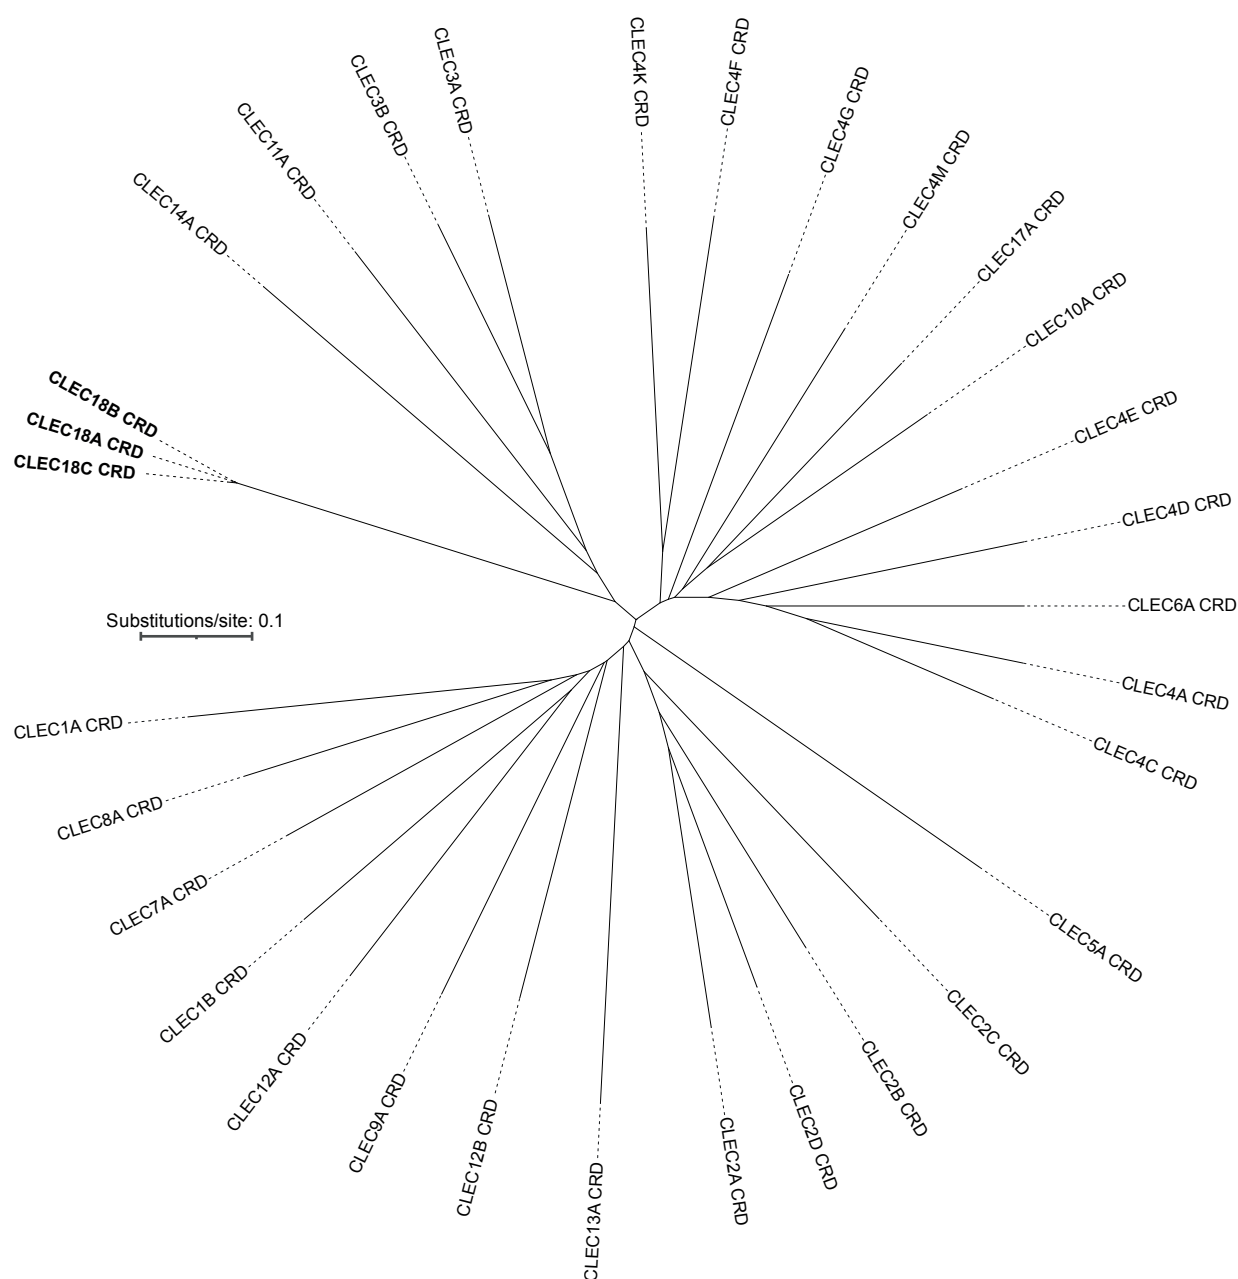 CLEC4K CRD
CLEC4F CRD
CLEC3A CRD
CLEC3B CRD
CLEC4G CRD
CLEC11A CRD
CLEC4M CRD
CLEC14A CRD
CLEC17A CRD
CLEC10A CRD
CLEC18B CRD
CLEC4E CRD
CLEC18A CRD
CLEC18C CRD
CLEC4D CRD
CLEC6A CRD
Substitutions/site: 0.1
CLEC4A CRD
CLEC1A CRD
CLEC4C CRD
CLEC8A CRD
CLEC7A CRD
CLEC5A CRD
CLEC1B CRD
CLEC2C CRD
CLEC12A CRD
CLEC2B CRD
CLEC9A CRD
CLEC2D CRD
CLEC12B CRD
CLEC2A CRD
CLEC13A CRD